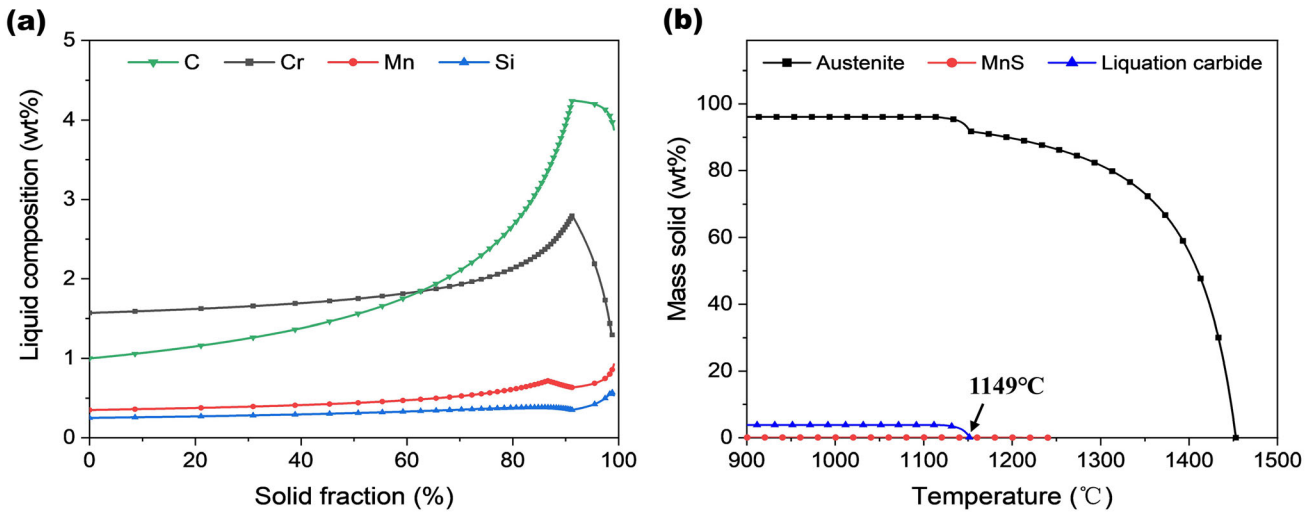 (a)
C Cr Mn Si
Liquid composition (wt%)
5
4
3
2
1
0
0 20 40 60 80 100
Solid fraction (%)
(b)
Austenite MnS Liquation carbide
Mass solid (wt%)
100
80
60
40
20
0
1149℃
900 1000 1100 1200 1300 1400 1500
Temperature (℃)